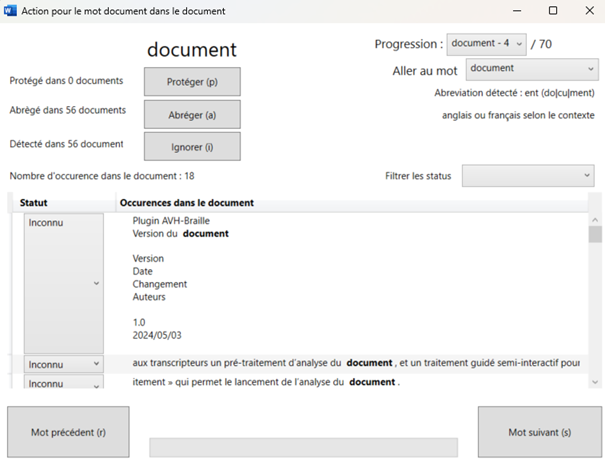 Action pour le mot document dans le document
document
Progression : document - 4 / 70
Aller au mot document
Protégé dans 0 documents
Protéger (p)
Abreviation détecté : ent (do|cu|ment)
Abrègé dans 56 documents
Abréger (a)
anglais ou français selon le contexte
Détecté dans 56 document
Ignorer (i)
Nombre d'occurence dans le document : 18
Filtrer les status
Statut Occurences dans le document
Inconnu
Plugin AVH-Braille
Version du document
Version
Date
Changement
Auteurs
1.0
2024/05/03
Inconnu aux transcripteurs un pré-traitement d'analyse du document , et un traitement guidé semi-interactif pour
Inconnu itement » qui permet le lancement de l'analyse du document .
Mot précédent (r)
Mot suivant (s)